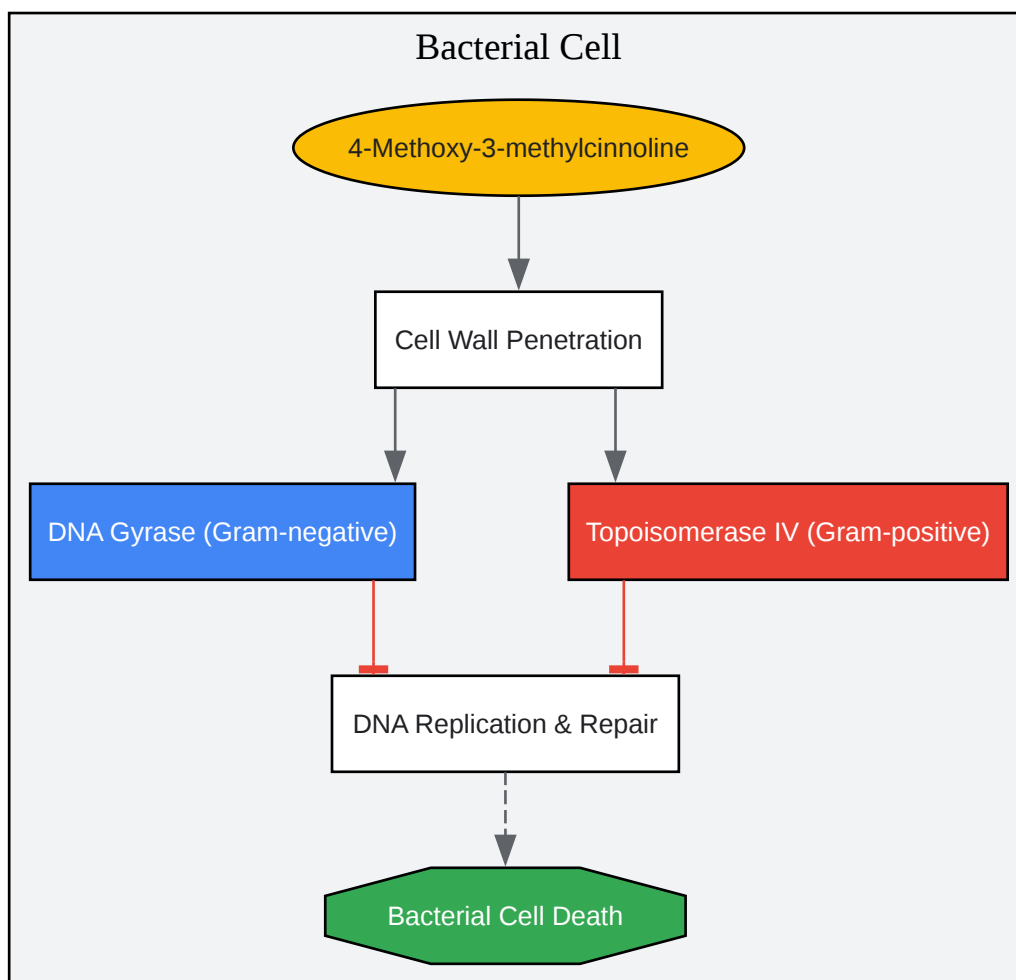 Bacterial Cell
4-Methoxy-3-methylcinnoline
Cell Wall Penetration
DNA Gyrase (Gram-negative)
Topoisomerase IV (Gram-positive)
DNA Replication & Repair
Bacterial Cell Death